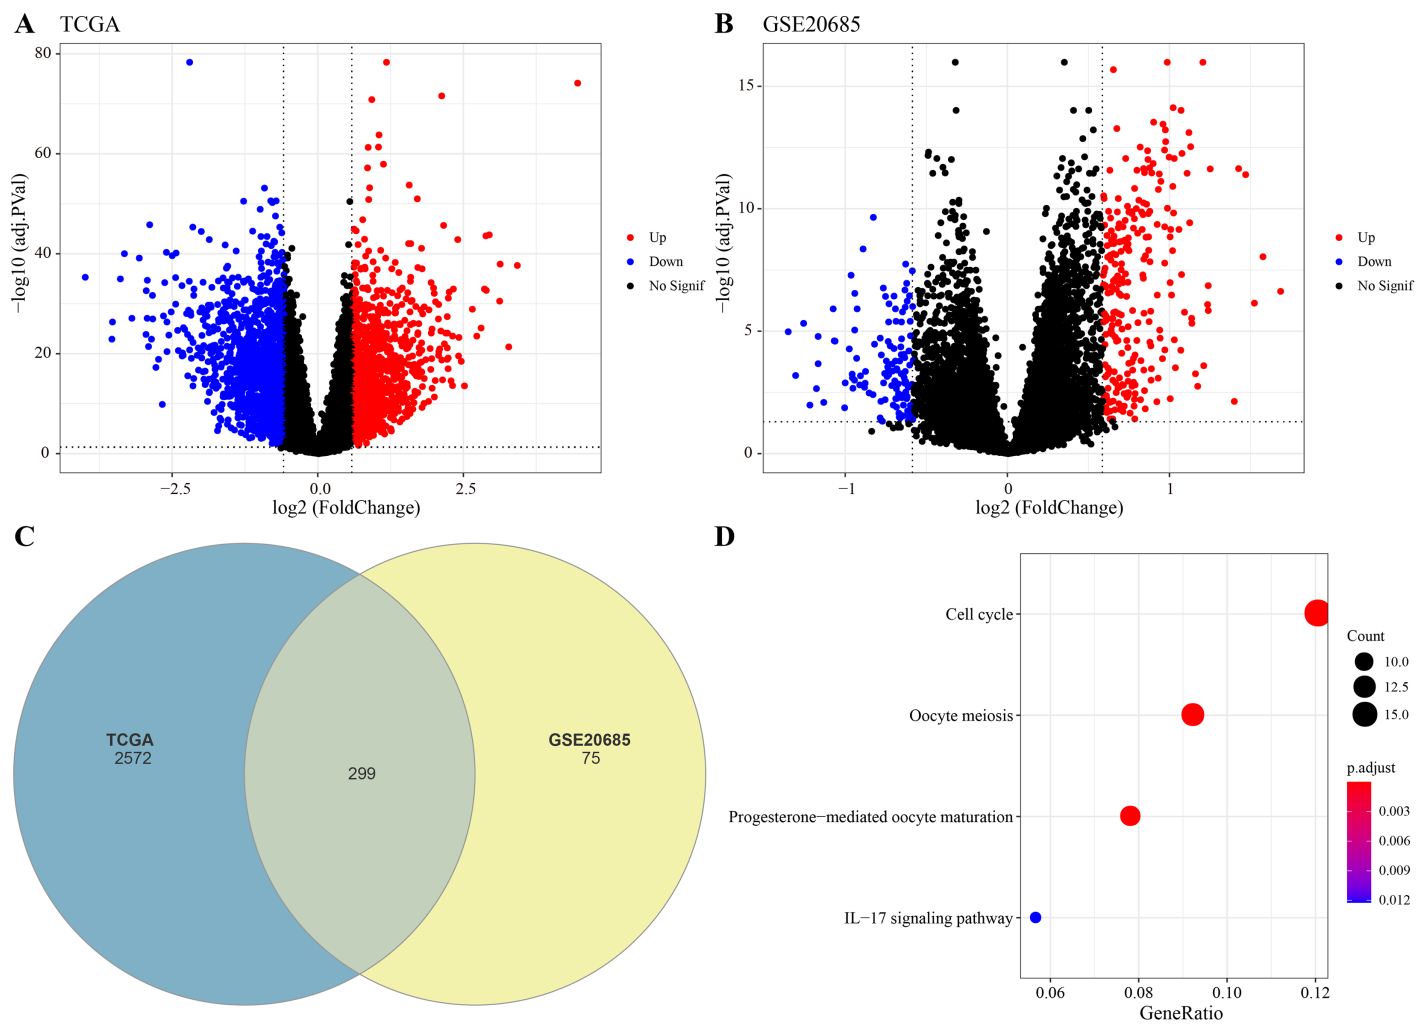 A TCGA
80
60
40
20
0
−log10 (adj.PVal)
−2.5 0.0 2.5
log2 (FoldChange)
Up
Down
No Signif
B GSE20685
15
10
5
0
−log10 (adj.PVal)
−1 0 1
log2 (FoldChange)
Up
Down
No Signif
C
TCGA
2572
299
GSE20685
75
D
Cell cycle
Oocyte meiosis
Progesterone−mediated oocyte maturation
IL−17 signaling pathway
0.06 0.08 0.10 0.12
GeneRatio
Count
10.0
12.5
15.0
p.adjust
0.003
0.006
0.009
0.012